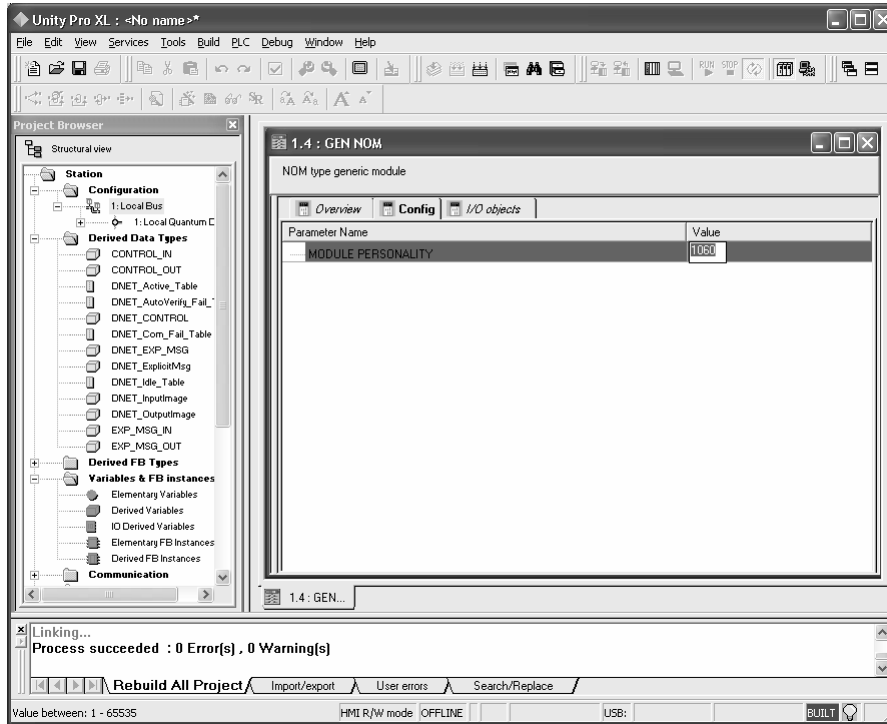 Unity Pro XL : <No name>*
File Edit View Services Tools Build PLC Debug Window Help
RUN STOP
Project Browser
Structural view
Station
Configuration
1: Local Bus
1: Local Quantum D
Derived Data Types
CONTROL_IN
CONTROL_OUT
DNET_Active_Table
DNET_AutoVerify_Fail_
DNET_CONTROL
DNET_Com_Fail_Table
DNET_EXP_MSG
DNET_ExplicitMsg
DNET_Idle_Table
DNET_InputImage
DNET_OutputImage
EXP_MSG_IN
EXP_MSG_OUT
Derived FB Types
Variables & FB instances
Elementary Variables
Derived Variables
IO Derived Variables
Elementary FB Instances
Derived FB Instances
Communication
1.4 : GEN NOM
NOM type generic module
Overview Config I/O objects
Parameter Name Value
MODULE PERSONALITY 1060
1.4 : GEN...
Linking...
Process succeeded : 0 Error(s) , 0 Warning(s)
Rebuild All Project Import/export User errors Search/Replace
Value between: 1 - 65535 HMI R/W mode OFFLINE USB: BUILT